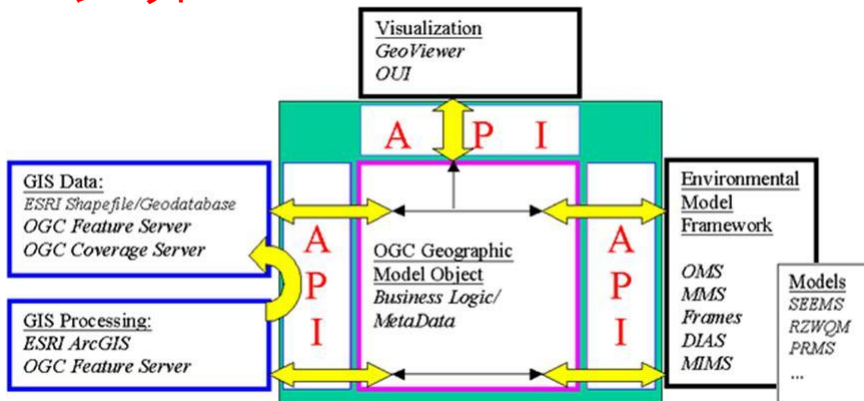 Visualization
GeoViewer
OUI
A P I
GIS Data:
ESRI Shapefile/Geodatabase
OGC Feature Server
OGC Coverage Server
GIS Processing:
ESRI ArcGIS
OGC Feature Server
A
P
I
OGC Geographic
Model Object
Business Logic/
MetaData
A
P
I
Environmental
Model
Framework
OMS
MMS
Frames
DIAS
MIMS
Models
SEEMS
RZWQM
PRMS
...